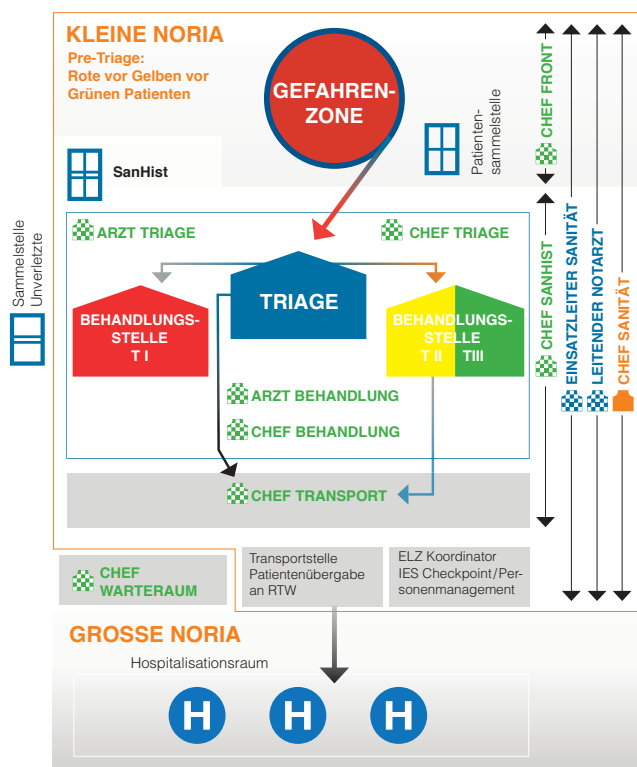 KLEINE NORIA
Pre-Triage:
Rote vor Gelben vor
Grünen Patienten
GEFAHREN-
ZONE
Patienten-
sammelstelle
SanHist
Sammelstelle
Unverletzte
ARZT TRIAGE
CHEF TRIAGE
TRIAGE
BEHANDLUNGS-
STELLE
T I
BEHANDLUNGS-
STELLE
T II TIII
ARZT BEHANDLUNG
CHEF BEHANDLUNG
CHEF TRANSPORT
CHEF FRONT
CHEF SANHIST
EINSATZLEITER SANITÄT
LEITENDER NOTARZT
CHEF SANITÄT
CHEF
WARTERAUM
Transportstelle
Patientenübergabe
an RTW
ELZ Koordinator
IES Checkpoint/Per-
sonenmanagement
GROSSE NORIA
Hospitalisationsraum
H H H